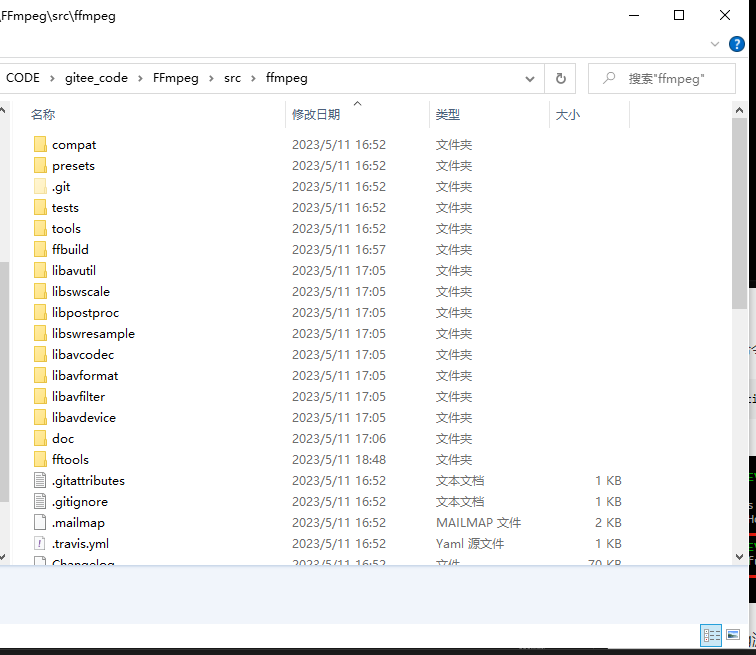 \FFmpeg\src\ffmpeg
CODE > gitee_code > FFmpeg > src > ffmpeg 搜索"ffmpeg"
名称 修改日期 类型 大小
compat 2023/5/11 16:52 文件夹
presets 2023/5/11 16:52 文件夹
.git 2023/5/11 16:52 文件夹
tests 2023/5/11 16:52 文件夹
tools 2023/5/11 16:52 文件夹
ffbuild 2023/5/11 16:57 文件夹
libavutil 2023/5/11 17:05 文件夹
libswscale 2023/5/11 17:05 文件夹
libpostproc 2023/5/11 17:05 文件夹
libswresample 2023/5/11 17:05 文件夹
libavcodec 2023/5/11 17:05 文件夹
libavformat 2023/5/11 17:05 文件夹
libavfilter 2023/5/11 17:05 文件夹
libavdevice 2023/5/11 17:05 文件夹
doc 2023/5/11 17:06 文件夹
fftools 2023/5/11 18:48 文件夹
.gitattributes 2023/5/11 16:52 文本文档 1 KB
.gitignore 2023/5/11 16:52 文本文档 1 KB
.mailmap 2023/5/11 16:52 MAILMAP 文件 2 KB
.travis.yml 2023/5/11 16:52 Yaml 源文件 1 KB
Changelog 2023/5/11 16:52 文件 70 KB